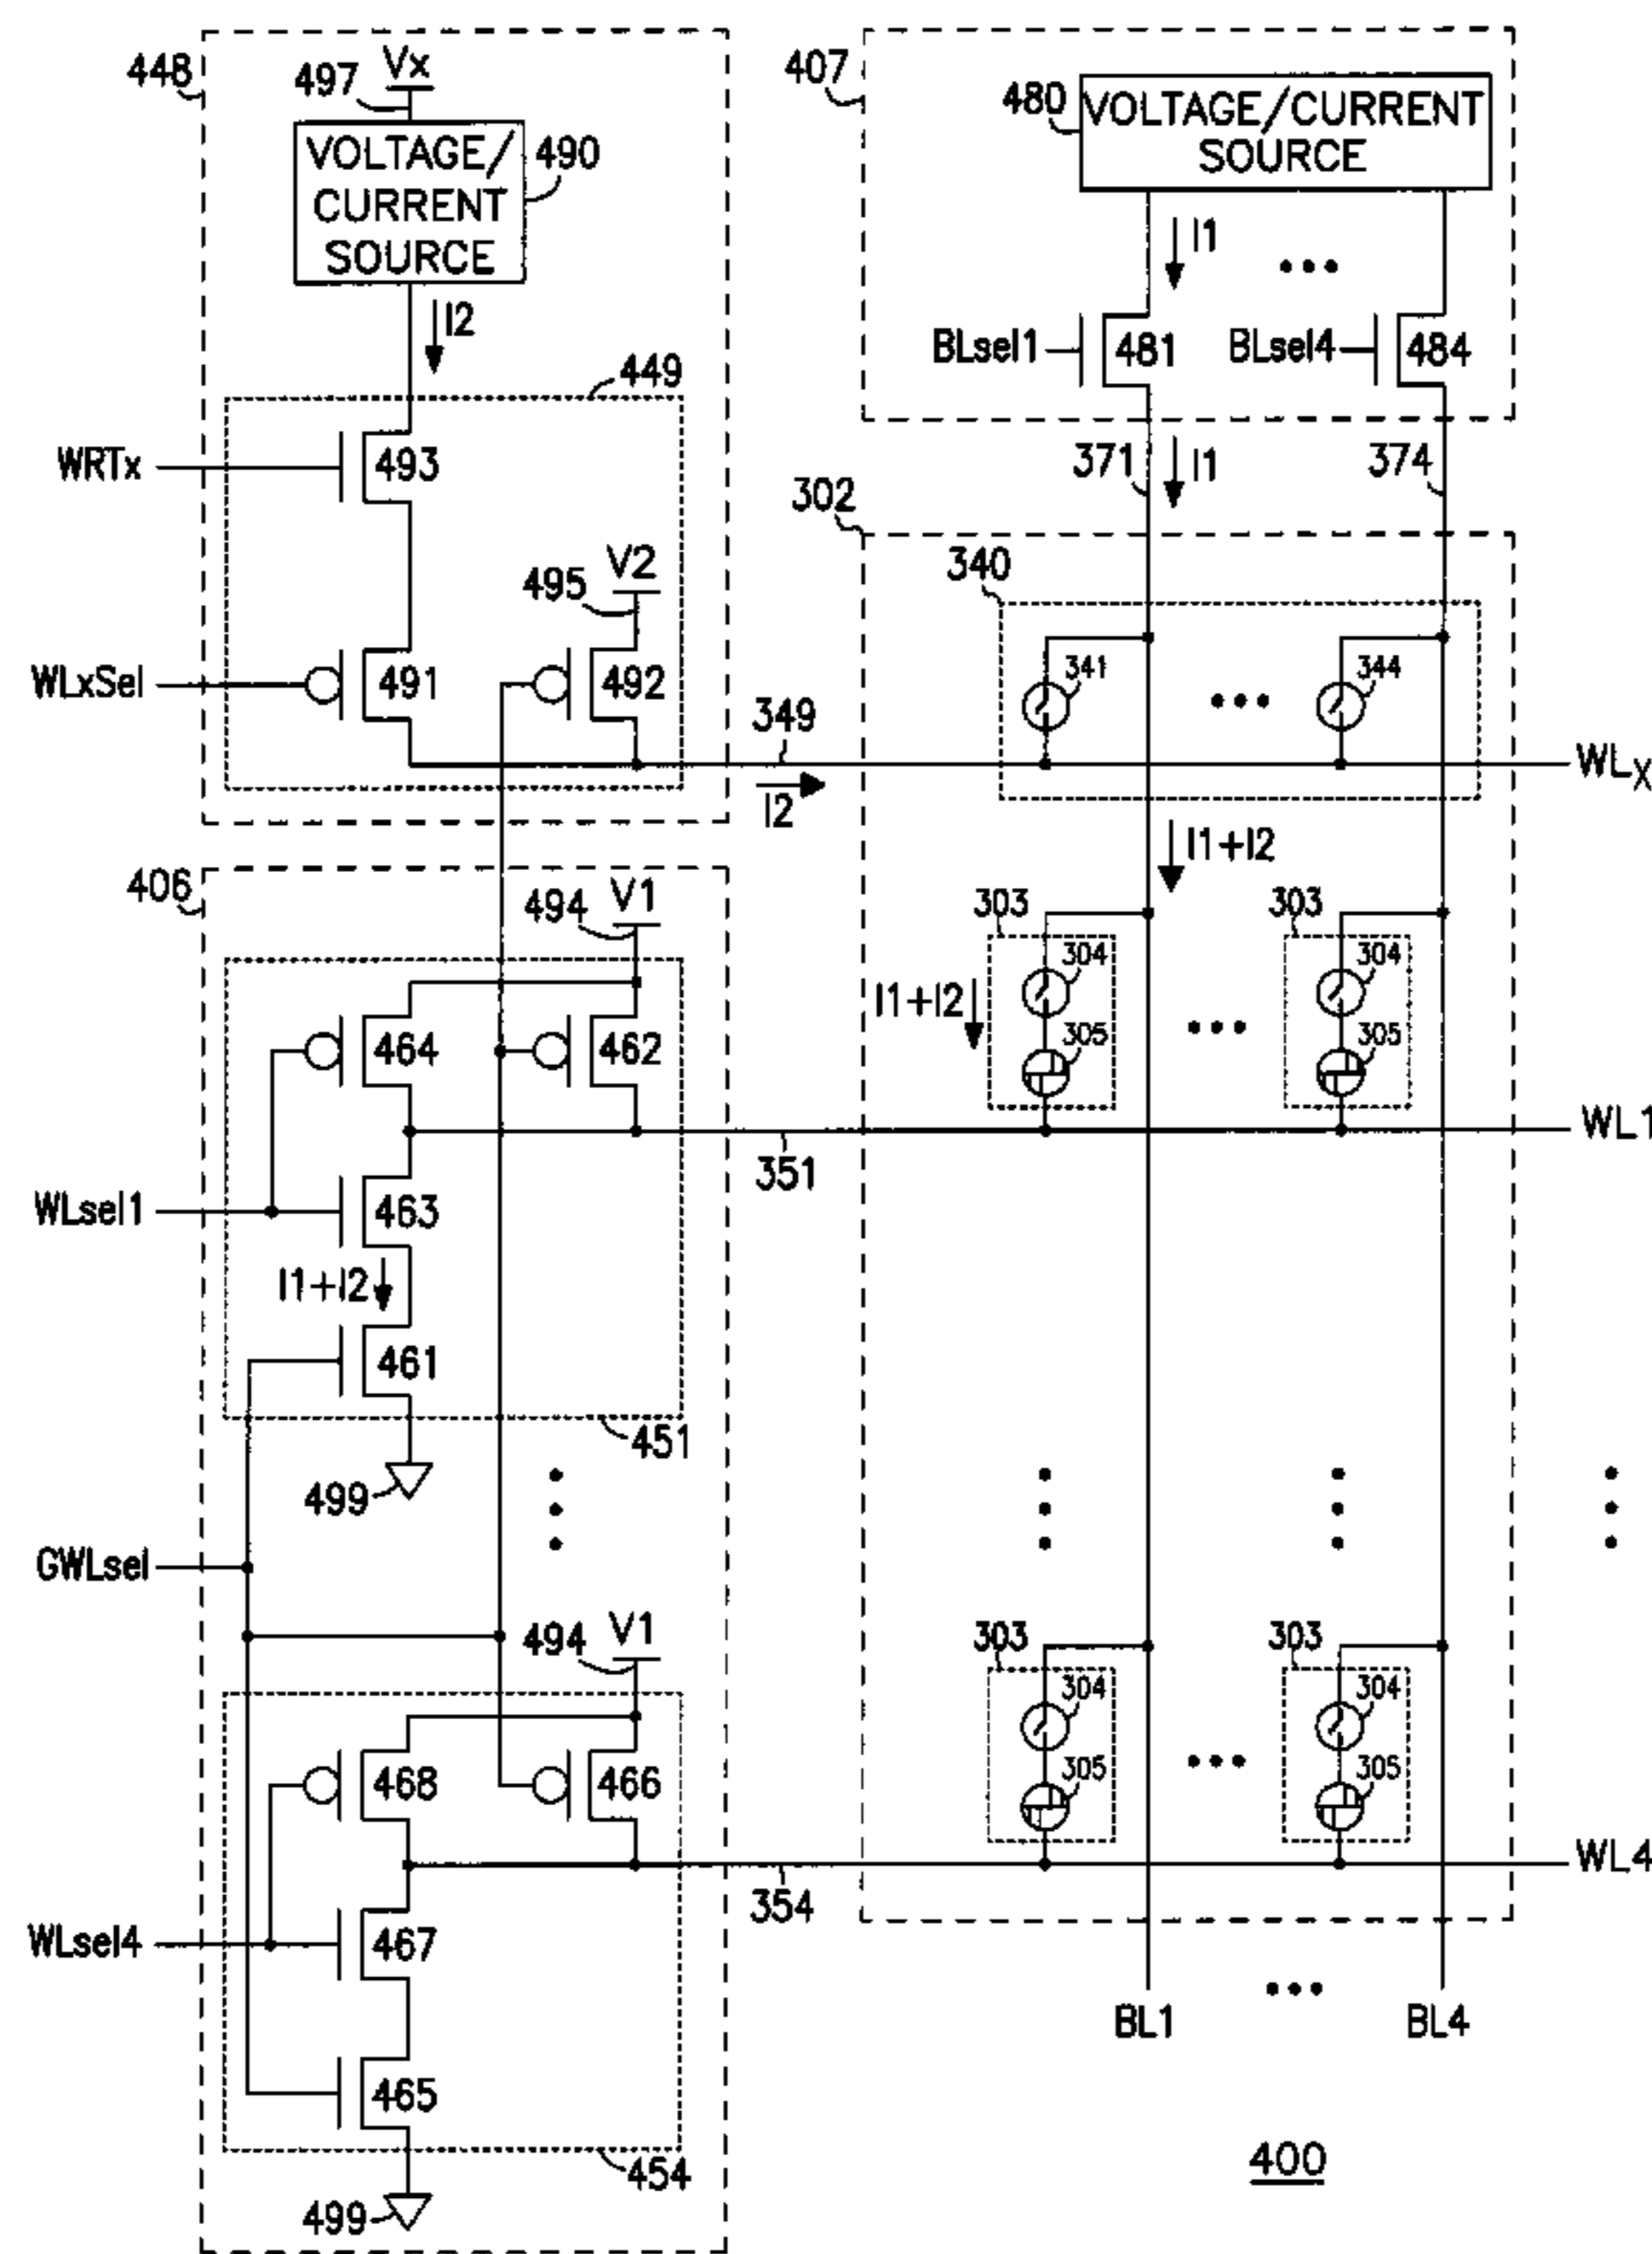 448
497
Vx
VOLTAGE/
CURRENT
SOURCE
490
I2
449
WRTx
493
V2
495
WLxSel
491
492
349
I2
407
480
VOLTAGE/CURRENT
SOURCE
I1
BLsel1
481
BLsel4
484
371
I1
374
302
340
341
344
WLX
I1+I2
406
494
V1
464
462
303
304
305
303
304
305
I1+I2
WL1
351
WLsel1
463
I1+I2
461
451
499
GWLsel
494
V1
468
466
303
304
305
303
304
305
WL4
354
WLsel4
467
465
454
499
BL1
BL4
400